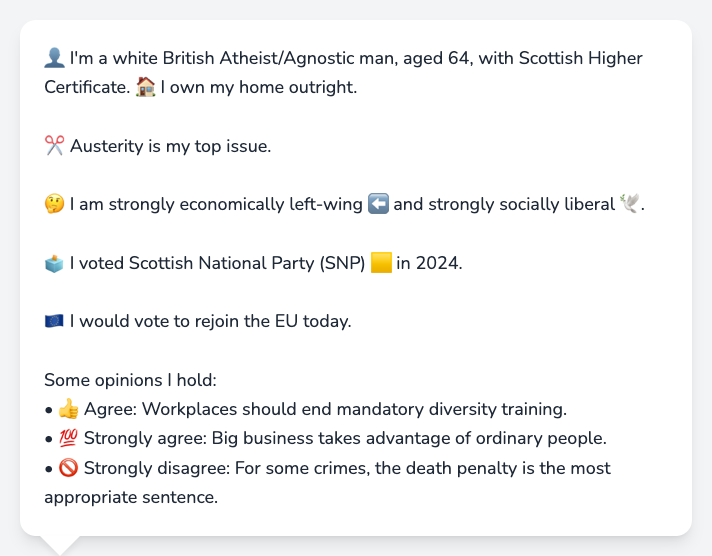 👤 I'm a white British Atheist/Agnostic man, aged 64, with Scottish Higher
Certificate. 🏠 I own my home outright.
✂️ Austerity is my top issue.
🤔 I am strongly economically left-wing ⬅️ and strongly socially liberal 🕊️.
🗳️ I voted Scottish National Party (SNP) 🟨 in 2024.
🇪🇺 I would vote to rejoin the EU today.
Some opinions I hold:
• 👍 Agree: Workplaces should end mandatory diversity training.
• 💯 Strongly agree: Big business takes advantage of ordinary people.
• 🚫 Strongly disagree: For some crimes, the death penalty is the most
appropriate sentence.